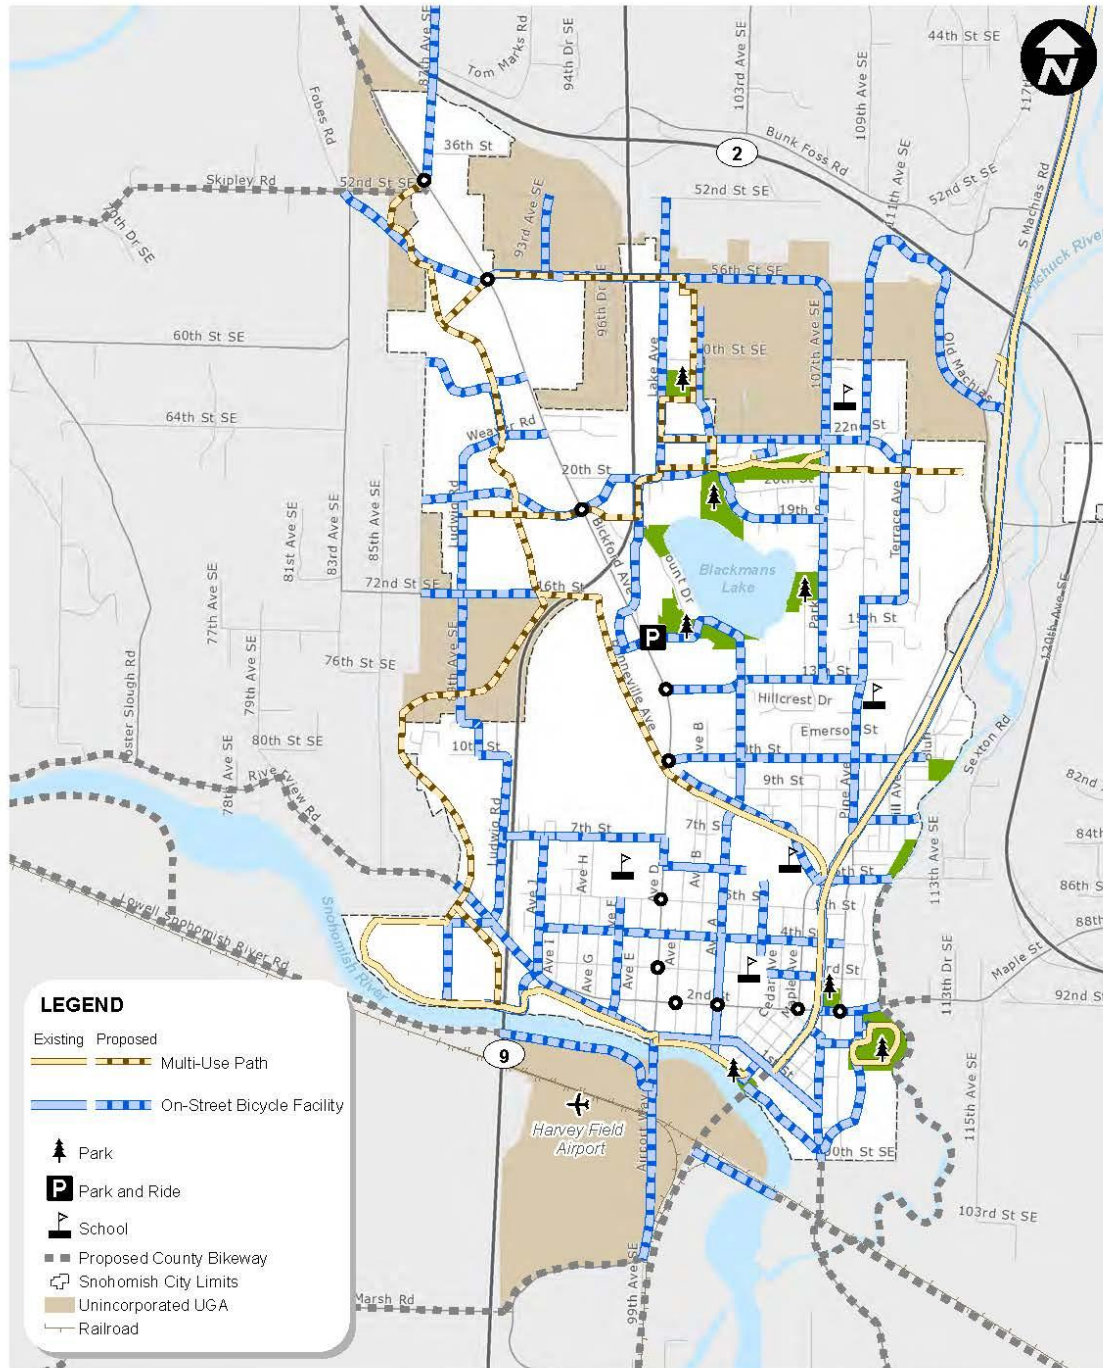 87th Ave SE
Tom Marks Rd
94th Dr SE
103rd Ave SE
44th St SE
109th Ave SE
N
Fobes Rd
36th St
2
Bunk Foss Rd
111th Ave SE
52nd St SE
S Machias Rd
Skipley Rd
52nd St SE
93rd Ave SE
52nd St SE
70th Dr SE
56th St SE
96th Dr SE
60th St SE
Lake Ave
107th Ave SE
Old Machias
64th St SE
Weaver Rd
22nd St
20th St
20th St
19th St
Terrace Ave
Ludwig Rd
81st Ave SE
83rd Ave SE
85th Ave SE
Bickford Ave
Blackmans
Lake
72nd St SE
16th St
77th Ave SE
Park
15th St
120th Ave SE
P
76th St SE
13th St
79th Ave SE
Hillcrest Dr
Emerson St
80th St SE
10th St
Ave B
Sexton Rd
78th Ave SE
Riverview Rd
9th St
Pine Ave
82nd
Ludwig Rd
7th St
7th St
84th
113th Ave SE
Ave H
Ave D
Ave B
86th
Ave J
88th
Lowell Snohomish River Rd
Snohomish River
4th St
Ave I
Ave G
Ave E
Ave A
Maple St
113th Dr SE
2nd St
Cedar Ave
Maple Ave
92nd
9
1st St
115th Ave SE
Harvey Field
Airport
Airport Way
103rd St SE
99th Ave SE
Marsh Rd
LEGEND
Existing Proposed
Multi-Use Path
On-Street Bicycle Facility
Park
P Park and Ride
School
Proposed County Bikeway
Snohomish City Limits
Unincorporated UGA
Railroad